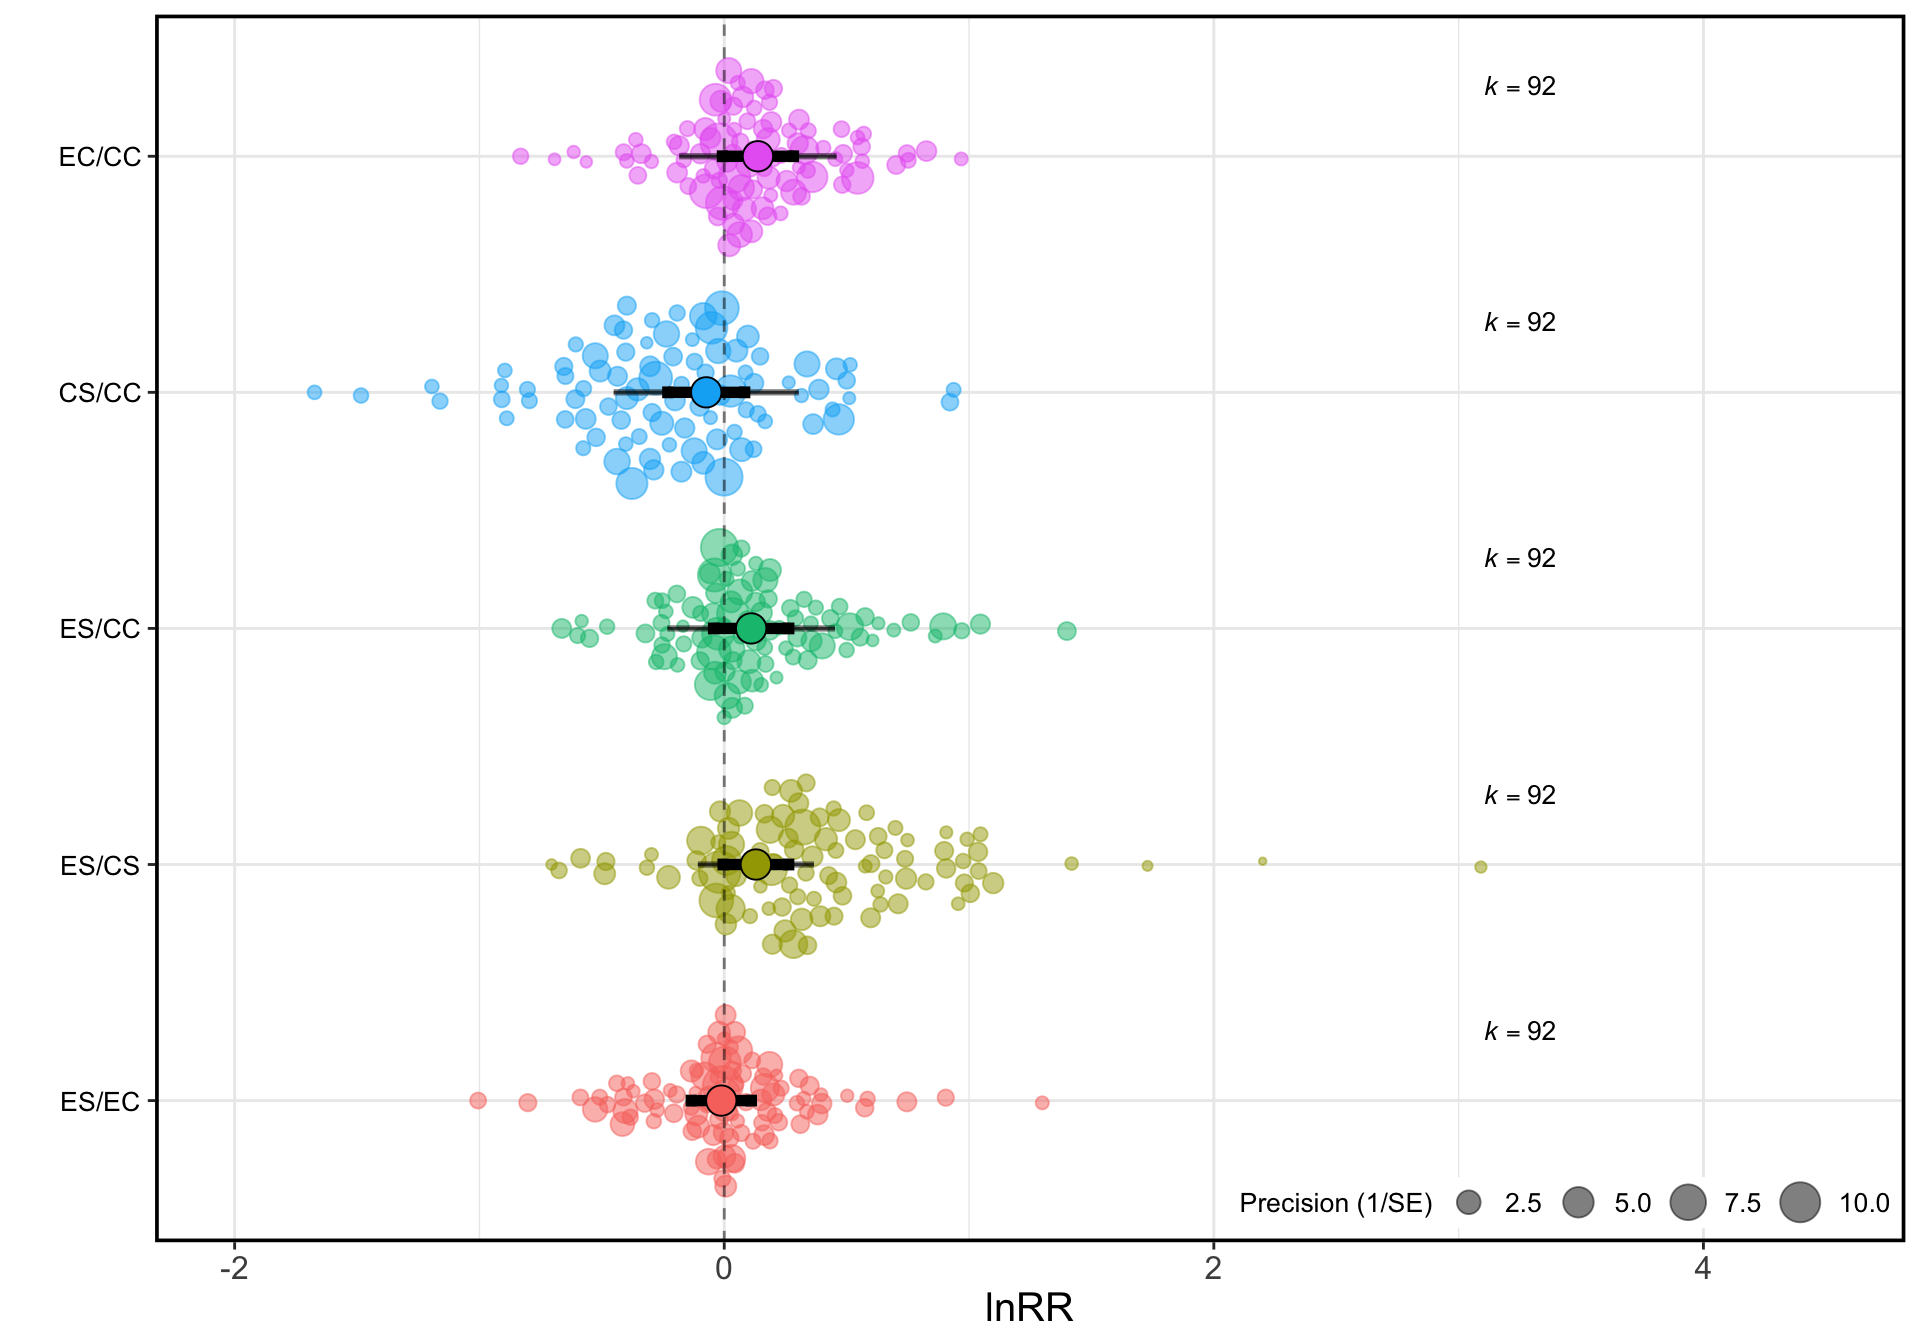 EC/CC
k = 92
CS/CC
k = 92
ES/CC
k = 92
ES/CS
k = 92
ES/EC
k = 92
Precision (1/SE) 2.5 5.0 7.5 10.0
-2 0 2 4
lnRR